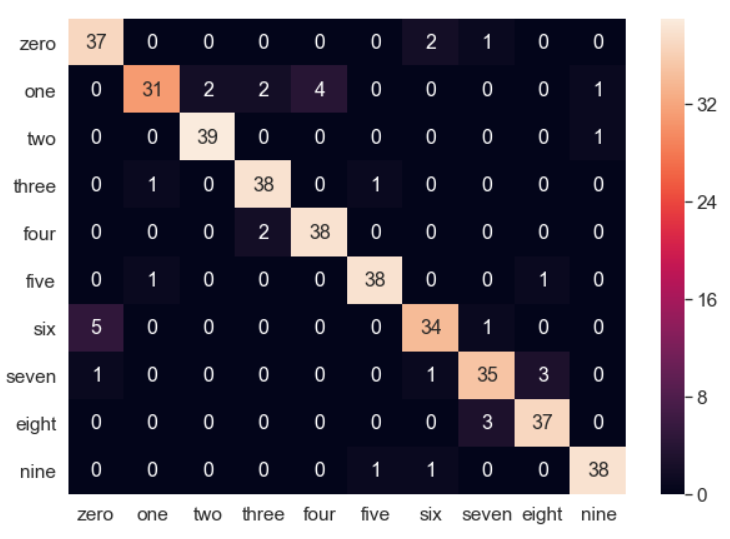 zero 37 0 0 0 0 0 2 1 0 0
one 0 31 2 2 4 0 0 0 0 1
32
two 0 0 39 0 0 0 0 0 0 1
three 0 1 0 38 0 1 0 0 0 0
24
four 0 0 0 2 38 0 0 0 0 0
five 0 1 0 0 0 38 0 0 1 0
16
six 5 0 0 0 0 0 34 1 0 0
seven 1 0 0 0 0 0 1 35 3 0
8
eight 0 0 0 0 0 0 0 3 37 0
nine 0 0 0 0 0 1 1 0 0 38
0
zero one two three four five six seven eight nine